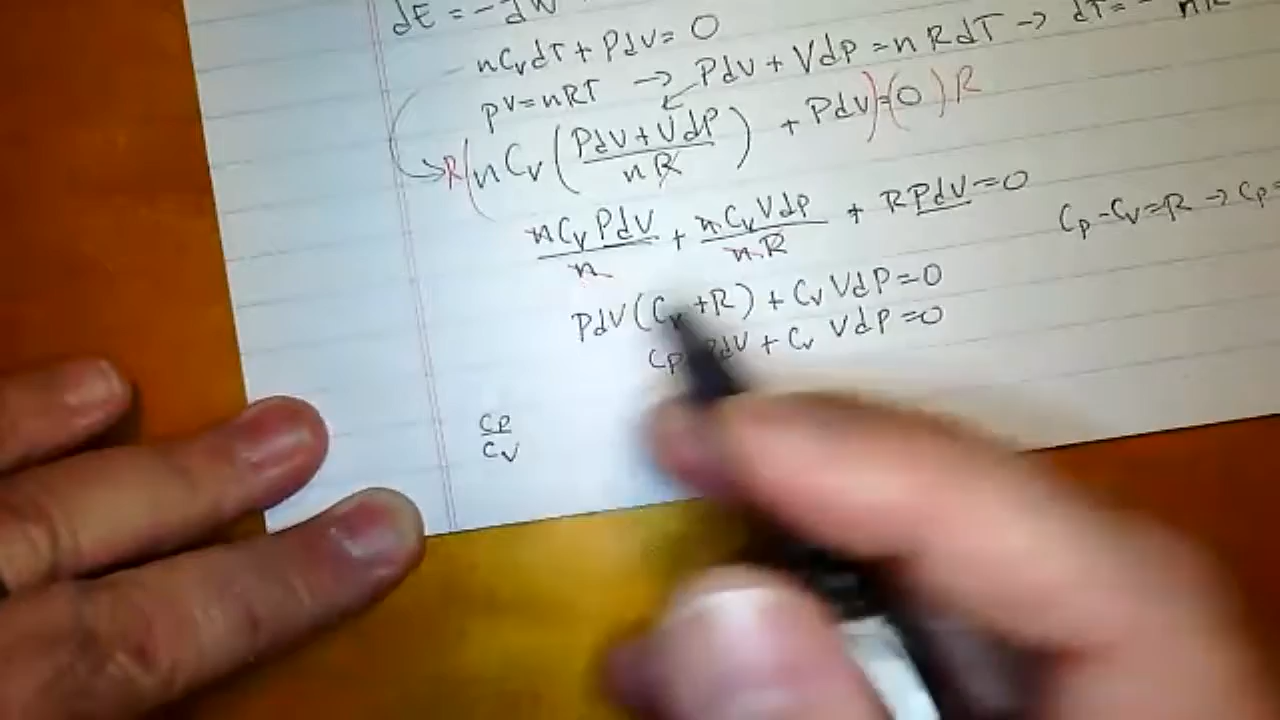 dE = -dW
nCvdT + PdV = 0
PV = nRT → PdV + VdP = nRdT → dT = -
R(nCv((PdV + VdP)/(nR)) + PdV) = (0)R
nCvPdV/n + nCvVdP/nR + RPdV = 0
Cp - Cv = R → Cp =
PdV(Cv + R) + CvVdP = 0
Cp PdV + Cv VdP = 0
CP/CV